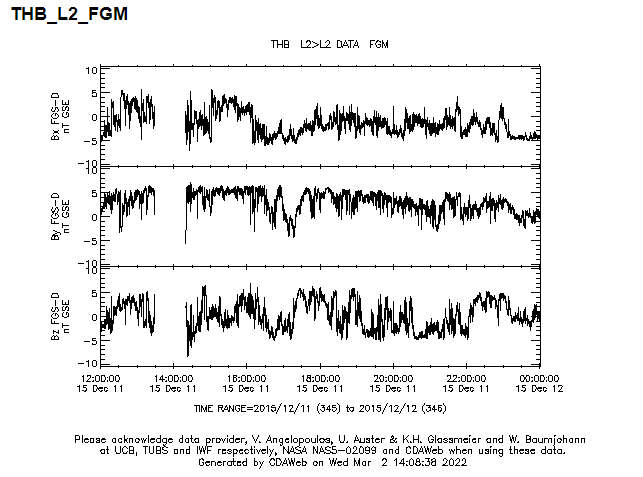 THB_L2_FGM
THB L2>L2 DATA FGM
10
5
0
-5
-10
Bx FGS-D
nT GSE
10
5
0
-5
-10
By FGS-D
nT GSE
10
5
0
-5
-10
Bz FGS-D
nT GSE
12:00:00 14:00:00 16:00:00 18:00:00 20:00:00 22:00:00 00:00:00
15 Dec 11 15 Dec 11 15 Dec 11 15 Dec 11 15 Dec 11 15 Dec 11 15 Dec 12
TIME RANGE=2015/12/11 (345) to 2015/12/12 (346)
Please acknowledge data provider, V. Angelopoulos, U. Auster & K.H. Glassmeier and W. Baumjohann
at UCB, TUBS and IWF respectively, NASA NAS5-02099 and CDAWeb when using these data.
Generated by CDAWeb on Wed Mar 2 14:08:38 2022